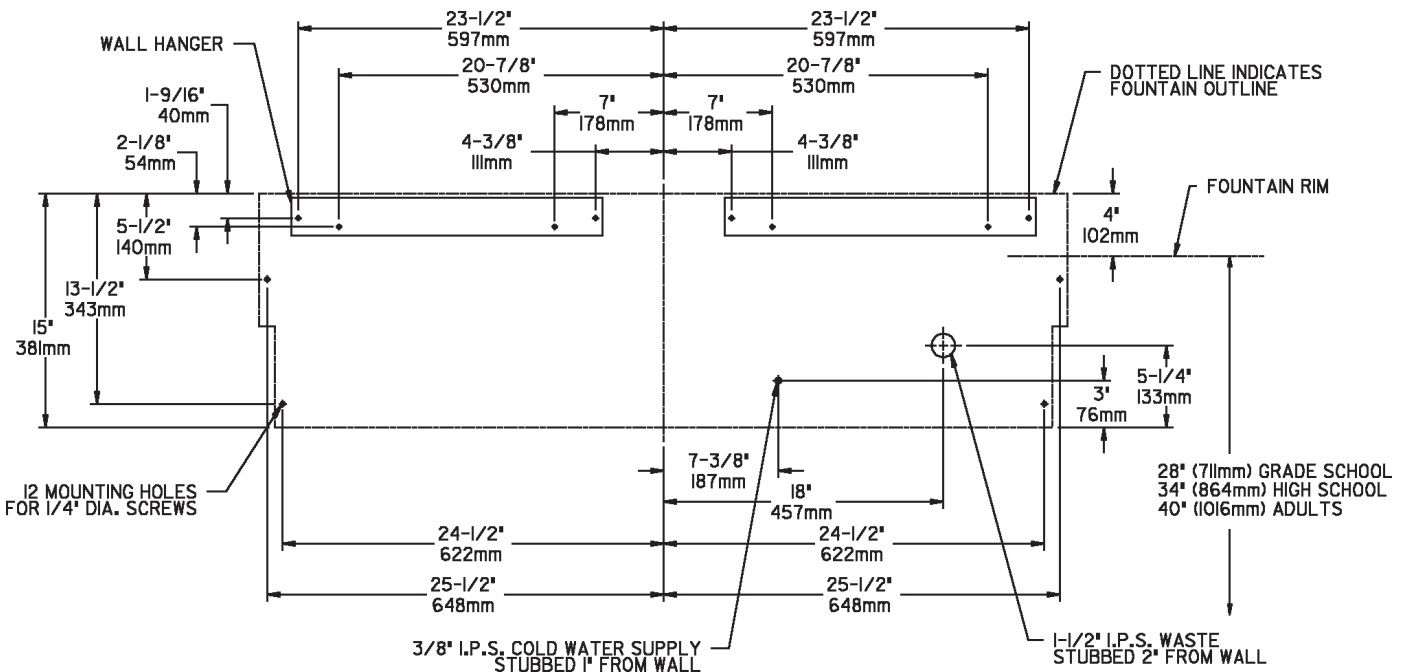 23-1/2"
597mm
23-1/2"
597mm
WALL HANGER
20-7/8"
530mm
20-7/8"
530mm
DOTTED LINE INDICATES
FOUNTAIN OUTLINE
1-9/16"
40mm
7"
178mm
7"
178mm
2-1/8"
54mm
4-3/8"
111mm
4-3/8"
111mm
FOUNTAIN RIM
4"
102mm
5-1/2"
140mm
13-1/2"
343mm
15"
381mm
5-1/4"
133mm
3"
76mm
7-3/8"
187mm
28" (711mm) GRADE SCHOOL
34" (864mm) HIGH SCHOOL
40" (1016mm) ADULTS
12 MOUNTING HOLES
FOR 1/4" DIA. SCREWS
18"
457mm
24-1/2"
622mm
24-1/2"
622mm
25-1/2"
648mm
25-1/2"
648mm
3/8" I.P.S. COLD WATER SUPPLY
STUBBED 1" FROM WALL
1-1/2" I.P.S. WASTE
STUBBED 2" FROM WALL